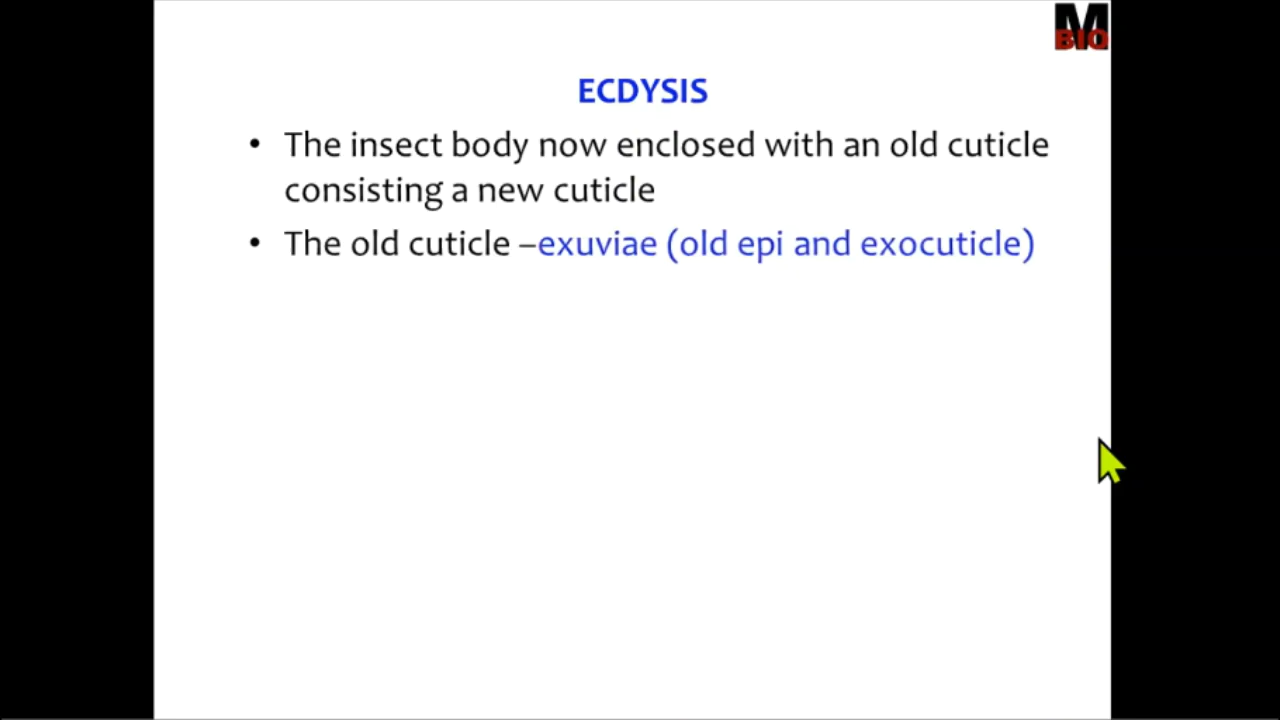 M
BIO
ECDYSIS
• The insect body now enclosed with an old cuticle
consisting a new cuticle
• The old cuticle –exuviae (old epi and exocuticle)